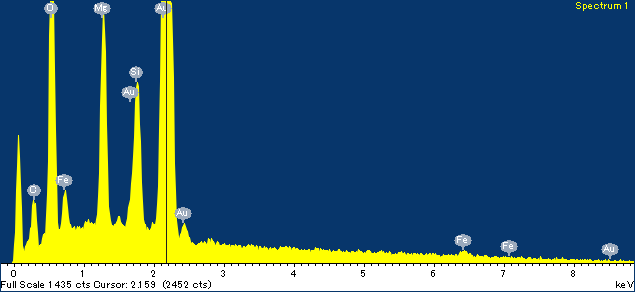 Spectrum 1
O Mg Au
Si
Au
O Fe
Au
Fe Fe Au
0 1 2 3 4 5 6 7 8
Full Scale 1435 cts Cursor: 2.159 (2452 cts) keV